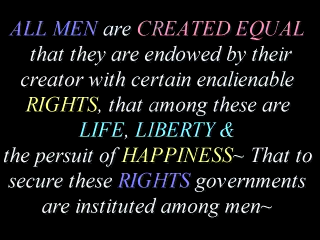 ALL MEN are CREATED EQUAL
that they are endowed by their
creator with certain enalienable
RIGHTS, that among these are
LIFE, LIBERTY &
the persuit of HAPPINESS~ That to
secure these RIGHTS governments
are instituted among men~